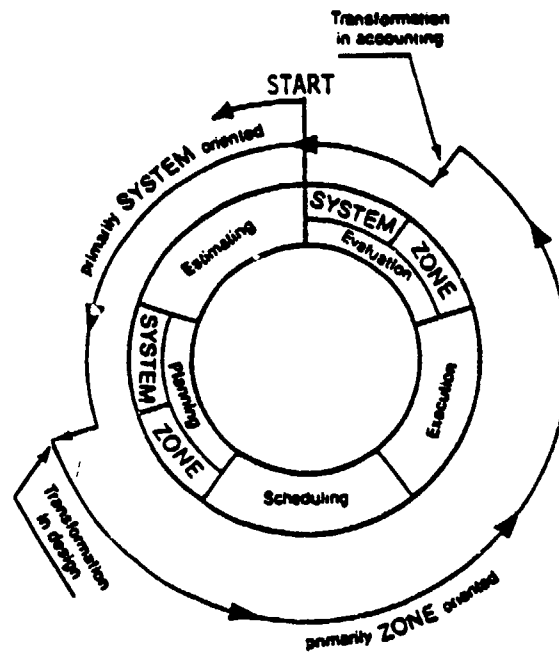 Transformation
in accounting
START
primarily SYSTEM oriented
SYSTEM
Evaluation
ZONE
Estimating
SYSTEM
Planning
ZONE
Execution
Scheduling
Transformation
in design
primarily ZONE oriented